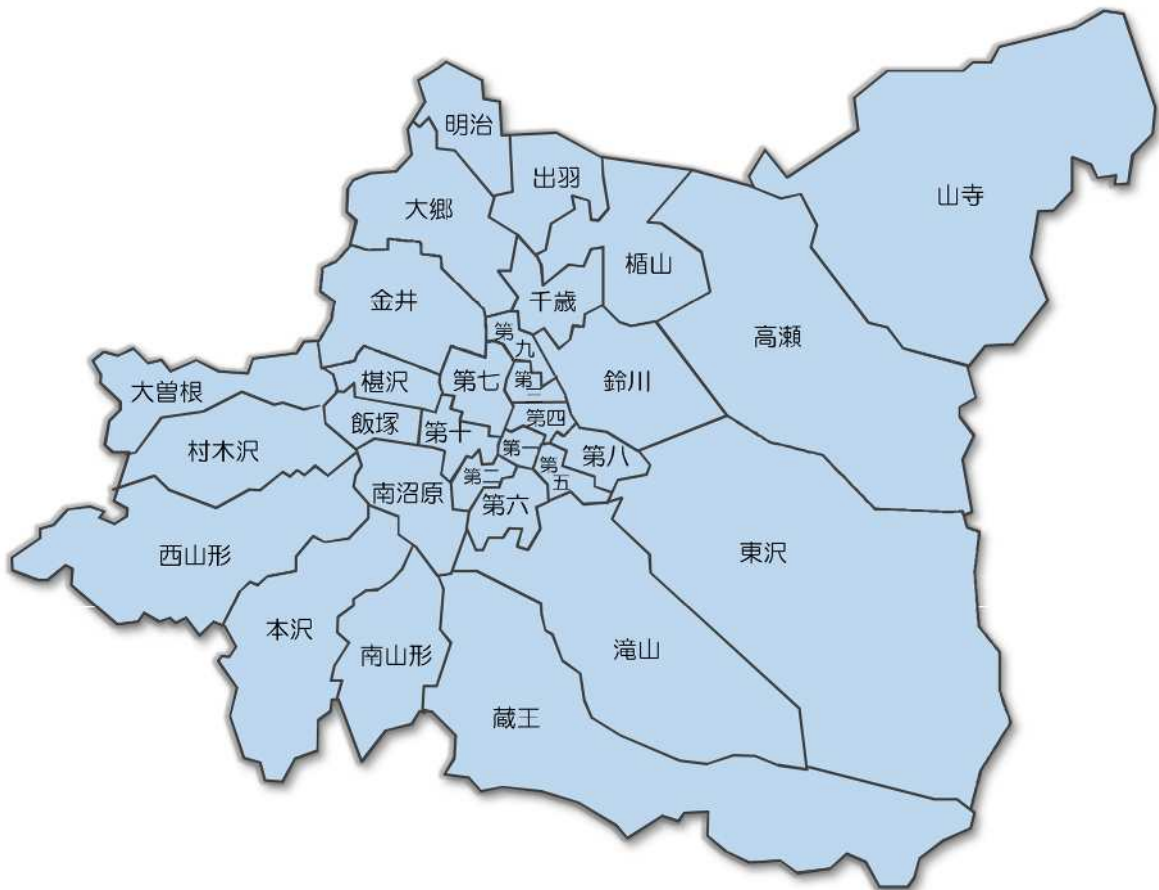 明治
出羽
山寺
大郷
楯山
金井
千歳
高瀬
第九
大曽根
椹沢
第七
第三
鈴川
飯塚
第十
第四
村木沢
第一
第八
南沼原
第二
第五
第六
西山形
東沢
本沢
南山形
滝山
蔵王